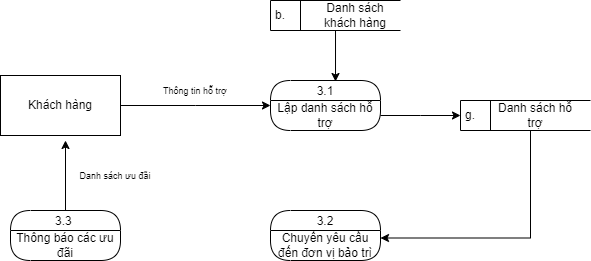 b.
Danh sách
khách hàng
3.1
Thông tin hỗ trợ
Khách hàng
Lập danh sách hỗ
trợ
g.
Danh sách hỗ
trợ
Danh sách ưu đãi
3.3
Thông báo các ưu
đãi
3.2
Chuyển yêu cầu
đến đơn vị bảo trì